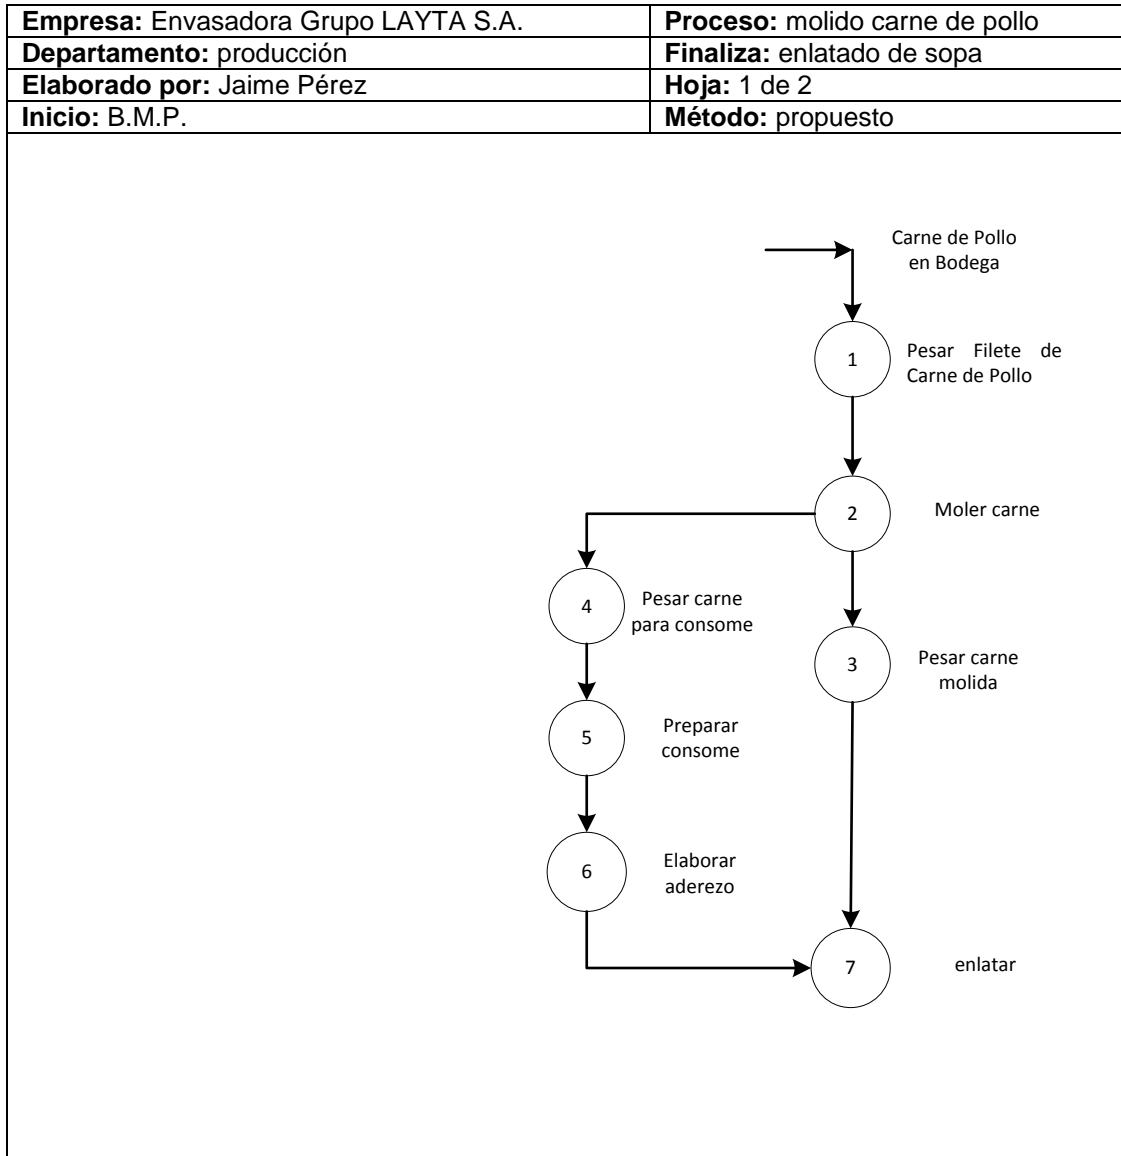 Empresa: Envasadora Grupo LAYTA S.A.
Proceso: molido carne de pollo
Departamento: producción
Finaliza: enlatado de sopa
Elaborado por: Jaime Pérez
Hoja: 1 de 2
Inicio: B.M.P.
Método: propuesto
Carne de Pollo
en Bodega
1
Pesar Filete de
Carne de Pollo
2
Moler carne
4
Pesar carne
para consome
3
Pesar carne
molida
5
Preparar
consome
6
Elaborar
aderezo
7
enlatar